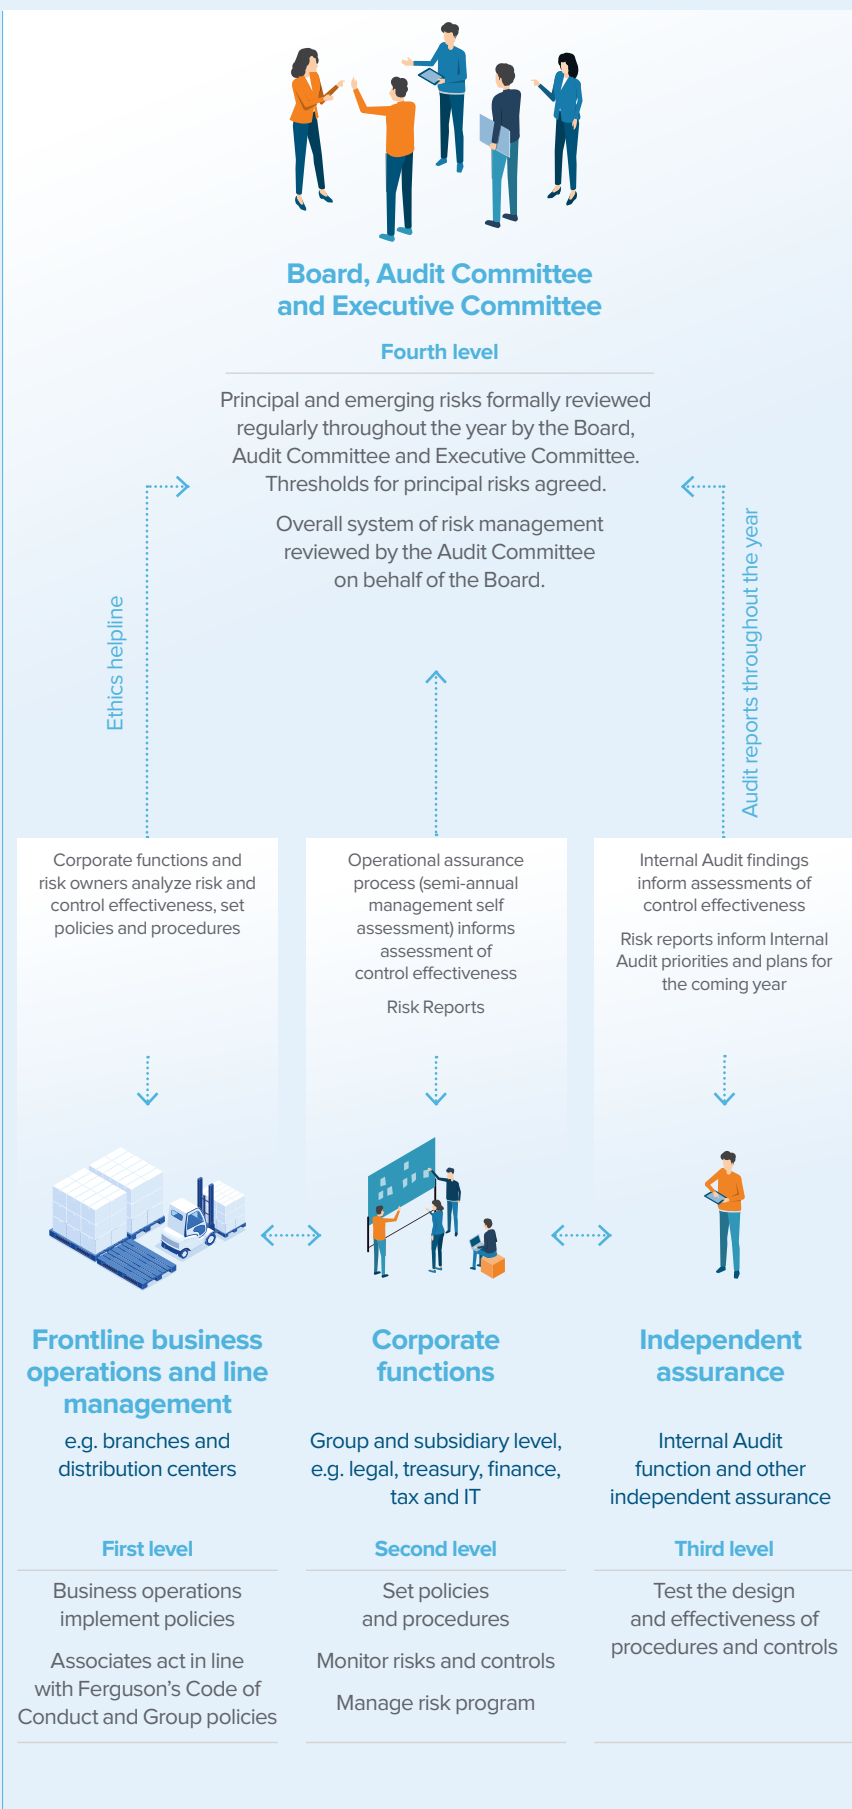 Board, Audit Committee
and Executive Committee
Fourth level
Principal and emerging risks formally reviewed
regularly throughout the year by the Board,
Audit Committee and Executive Committee.
Thresholds for principal risks agreed.
Overall system of risk management
reviewed by the Audit Committee
on behalf of the Board.
Ethics helpline
Audit reports throughout the year
Corporate functions and
risk owners analyze risk and
control effectiveness, set
policies and procedures
Operational assurance
process (semi-annual
management self
assessment) informs
assessment of
control effectiveness
Risk Reports
Internal Audit findings
inform assessments of
control effectiveness
Risk reports inform Internal
Audit priorities and plans for
the coming year
Frontline business
operations and line
management
e.g. branches and
distribution centers
First level
Business operations
implement policies
Associates act in line
with Ferguson’s Code of
Conduct and Group policies
Corporate
functions
Group and subsidiary level,
e.g. legal, treasury, finance,
tax and IT
Second level
Set policies
and procedures
Monitor risks and controls
Manage risk program
Independent
assurance
Internal Audit
function and other
independent assurance
Third level
Test the design
and effectiveness of
procedures and controls